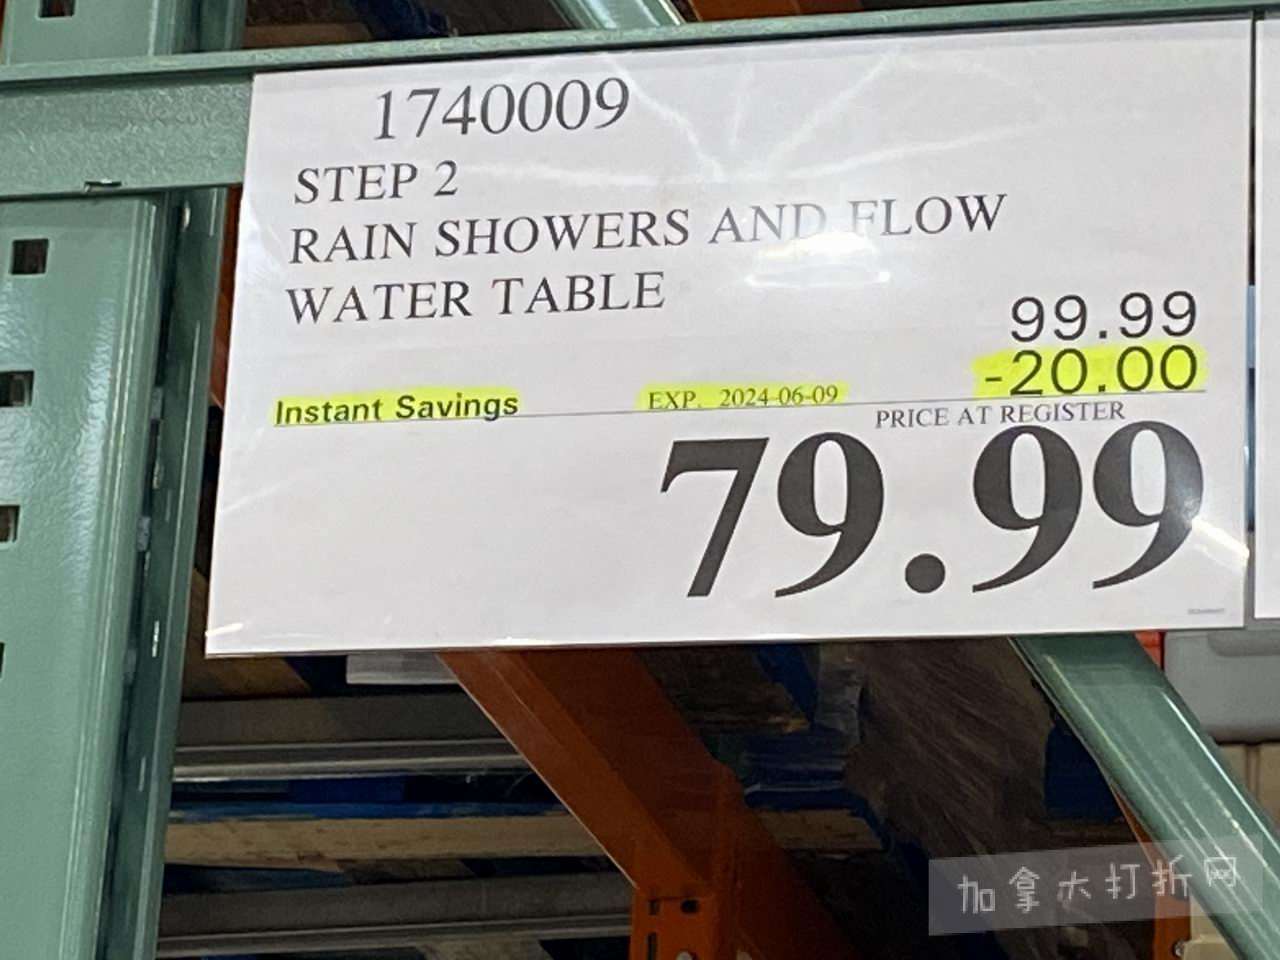 1740009
STEP 2
RAIN SHOWERS AND FLOW
WATER TABLE
99.99
-20.00
Instant Savings EXP. 2024-06-09
PRICE AT REGISTER
79.99
加拿大打折网